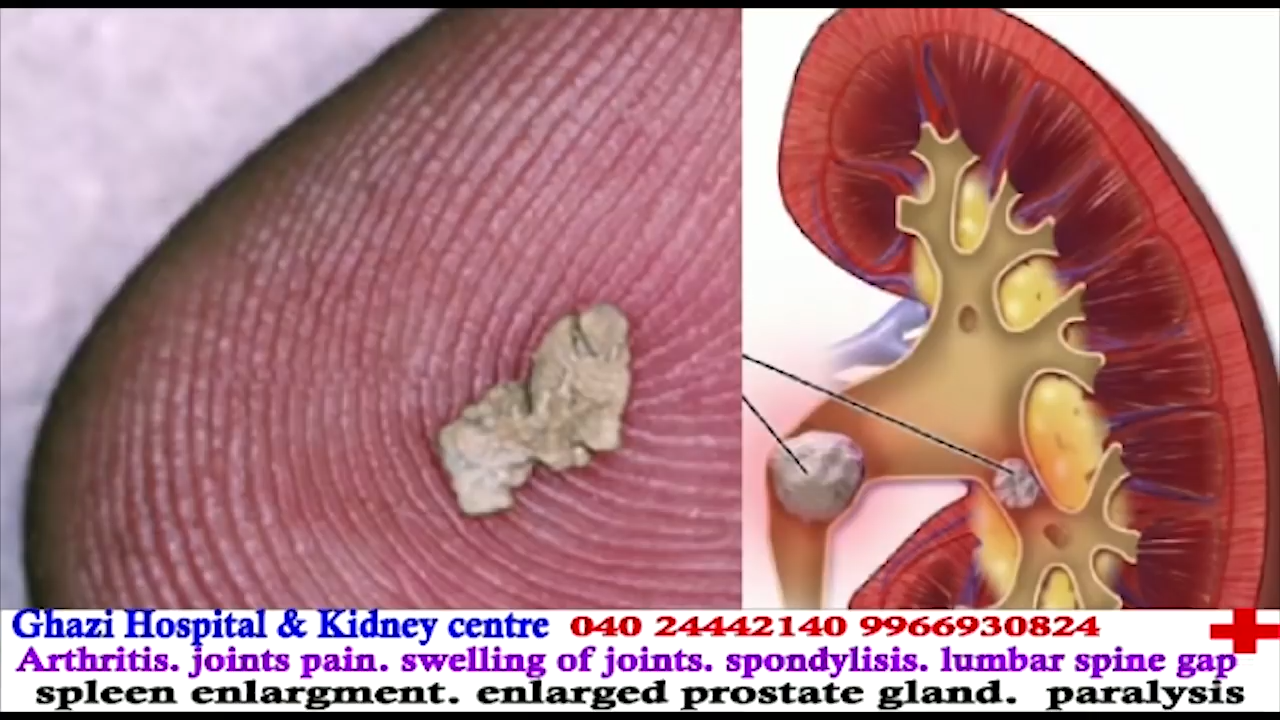 Ghazi Hospital & Kidney centre 040 24442140 9966930824
Arthritis. joints pain. swelling of joints. spondylisis. lumbar spine gap
spleen enlargment. enlarged prostate gland. paralysis